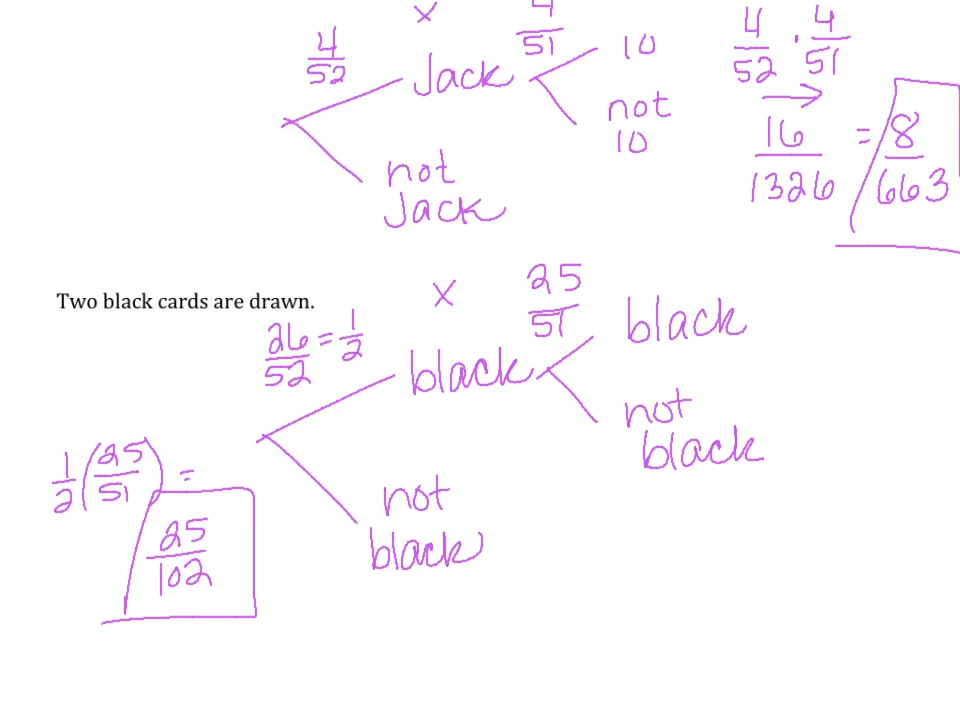 × 4/51
4/52 Jack 10
not 10
not Jack
4/52 · 4/51
16/1326 = 8/663
Two black cards are drawn.
× 25/51
26/52 = 1/2 black black
not black
not black
1/2 (25/51) =
25/102